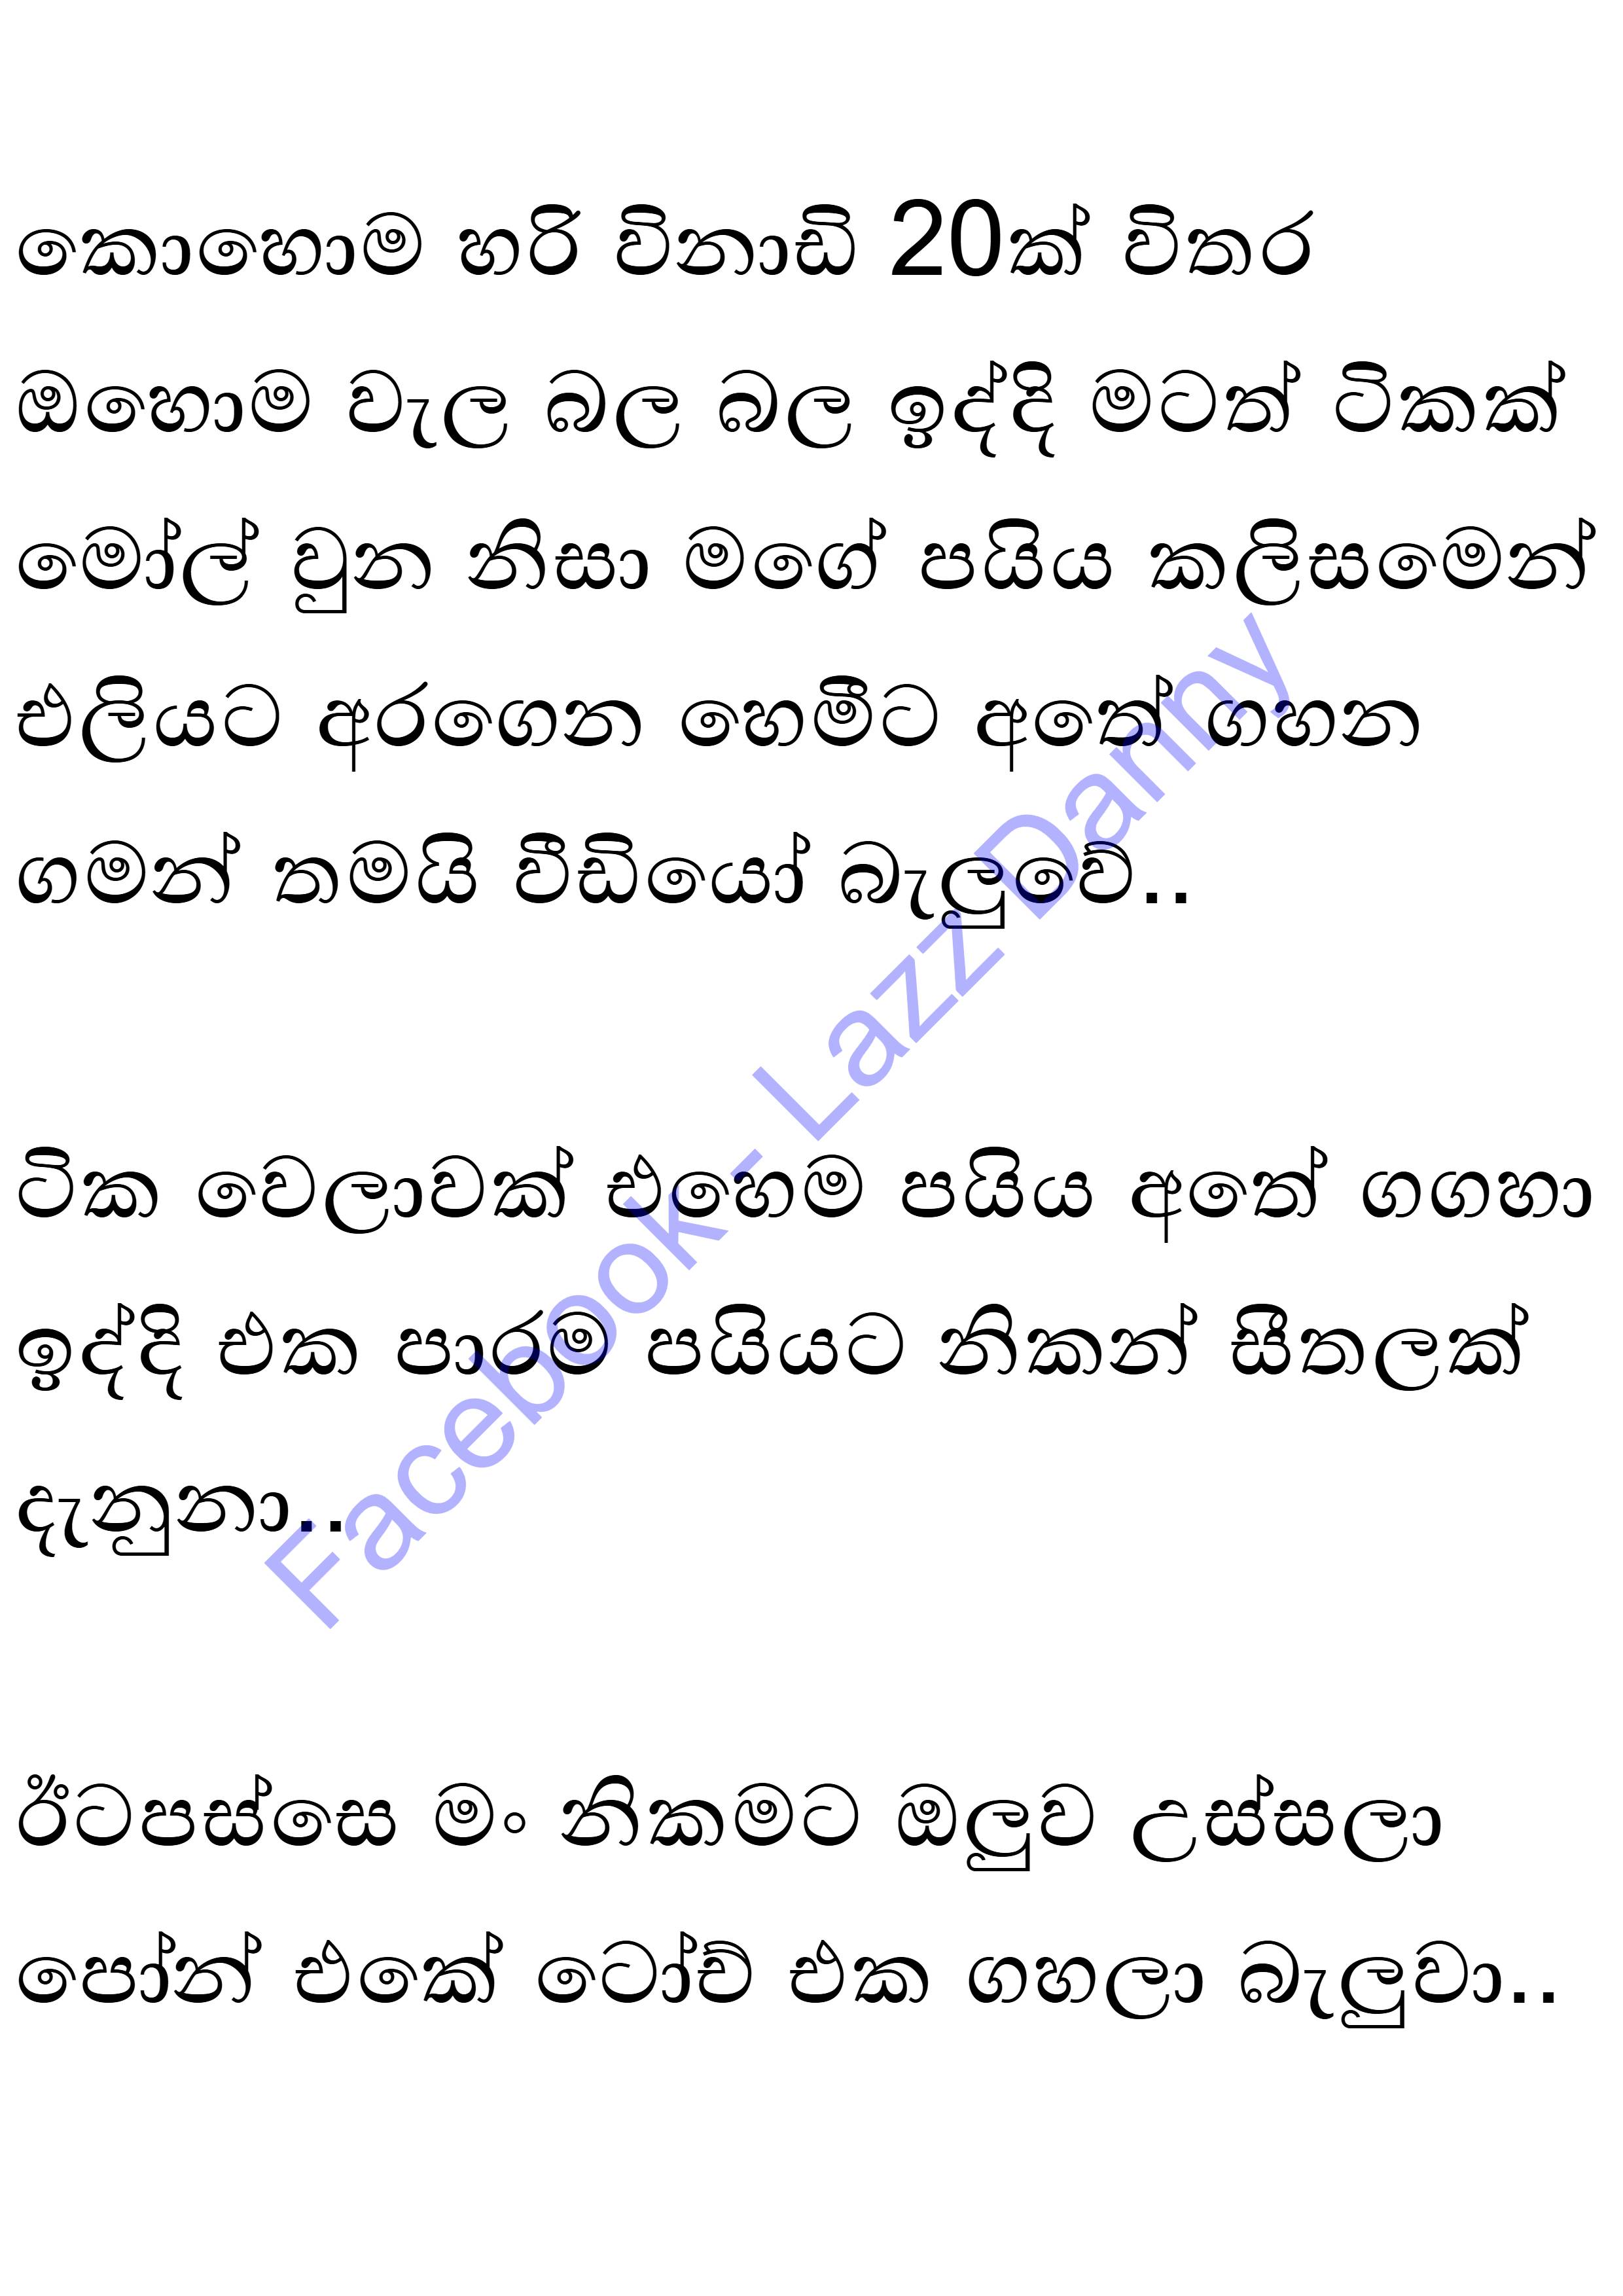 කොහොම හරි විනාඩි 20ක් විතර
ඔහොම වැල බල බල ඉද්දි මටත් ටිකක්
මෝල් වුන නිසා මගේ පයිය කලිසමෙන්
එලියට අරගෙන හෙමීට අතේ ගහන
ගමන් තමයි වීඩියෝ බැලුවේ..
ටික වෙලාවක් එහෙම පයිය අතේ ගගහා
ඉද්දි එක පාරම පයියට නිකන් සීතලක්
දැනුනා..
ඊටපස්සෙ මං නිකමට ඔලුව උස්සලා
පෝන් එකේ ටෝච් එක ගහලා බැලුවා..
Facebook- Lazz Danny